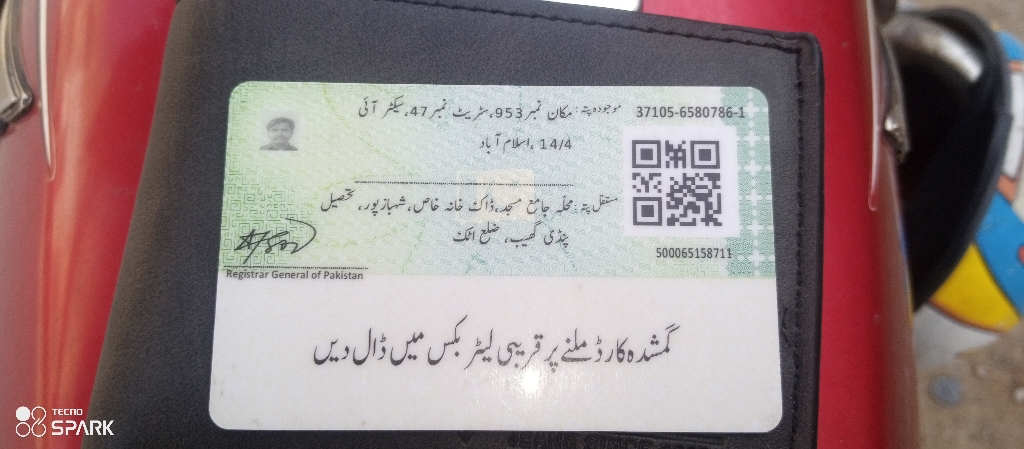 37105-6580786-1
موجودہ پتہ: مکان نمبر 953، سٹریٹ نمبر 47، سیکٹر آئی
14/4، اسلام آباد
مستقل پتہ: محلہ جامع مسجد، ڈاک خانہ خاص، شہبازپور، تحصیل
پنڈی گھیب، ضلع اٹک
500065158711
Registrar General of Pakistan
گمشدہ کارڈ ملنے پر قریبی لیٹر بکس میں ڈال دیں
TECNO
SPARK